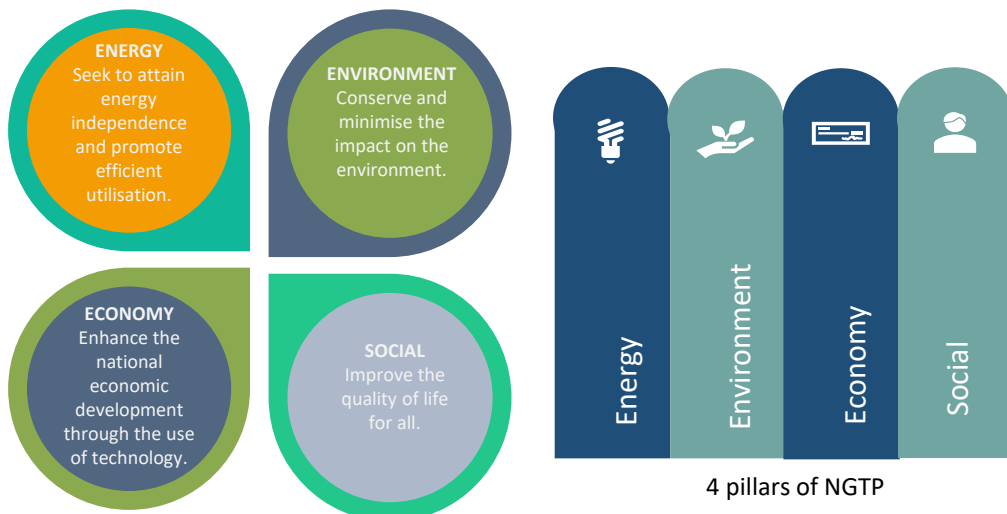 ENERGY
Seek to attain
energy
independence
and promote
efficient
utilisation.
ENVIRONMENT
Conserve and
minimise the
impact on the
environment.
ECONOMY
Enhance the
national
economic
development
through the use
of technology.
SOCIAL
Improve the
quality of life
for all.
Energy
Environment
Economy
Social
4 pillars of NGTP